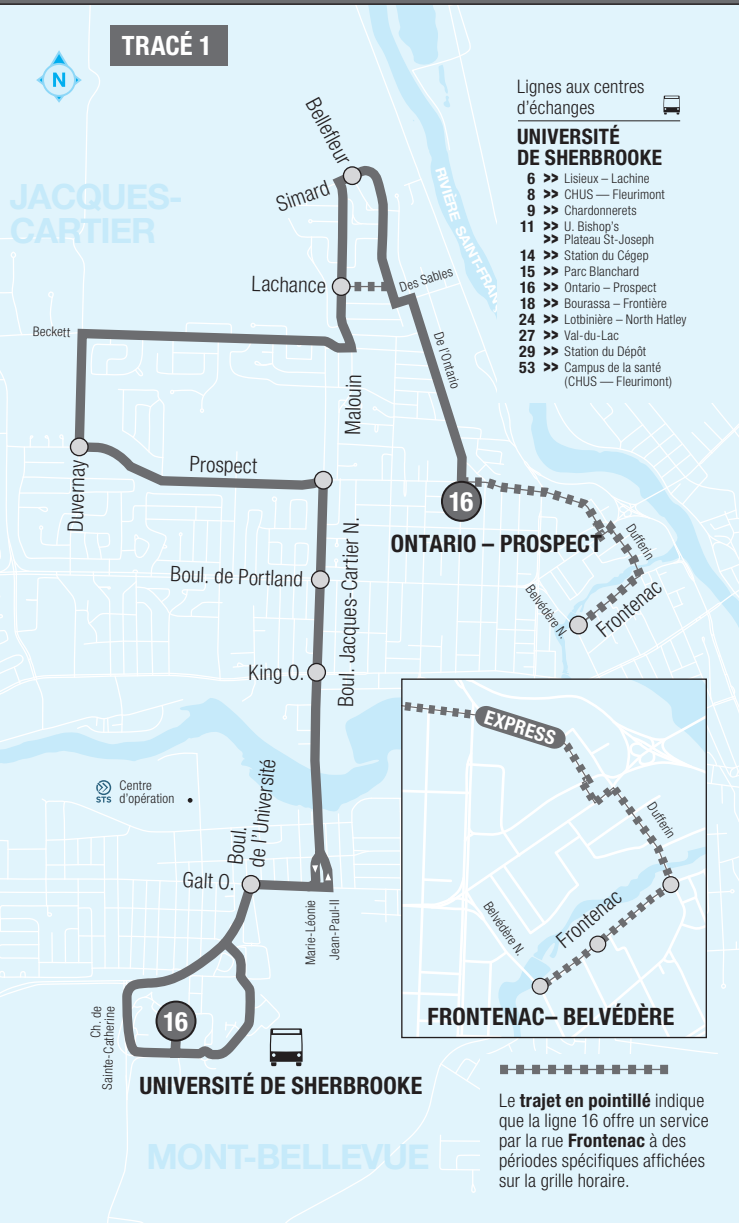 TRACÉ 1
N
Lignes aux centres
d'échanges
UNIVERSITÉ
DE SHERBROOKE
6 >> Lisieux – Lachine
8 >> CHUS — Fleurimont
9 >> Chardonnerets
11 >> U. Bishop's
>> Plateau St-Joseph
14 >> Station du Cégep
15 >> Parc Blanchard
16 >> Ontario – Prospect
18 >> Bourassa – Frontière
24 >> Lotbinière – North Hatley
27 >> Val-du-Lac
29 >> Station du Dépôt
53 >> Campus de la santé
(CHUS — Fleurimont)
JACQUES-
CARTIER
Bellefleur
Simard
RIVIÈRE SAINT-FRAN
Lachance
Des Sables
Beckett
De l'Ontario
Malouin
Duvernay
Prospect
16
ONTARIO – PROSPECT
Boul. Jacques-Cartier N.
Boul. de Portland
Dufferin
Belvédère N.
Frontenac
King O.
EXPRESS
Dufferin
Frontenac
Belvédère N.
FRONTENAC– BELVÉDÈRE
STS
Centre
d'opération
Boul.
de l'Université
Galt O.
Marie-Léonie
Jean-Paul-II
16
Ch. de
Sainte-Catherine
UNIVERSITÉ DE SHERBROOKE
MONT-BELLEVUE
Le trajet en pointillé indique
que la ligne 16 offre un service
par la rue Frontenac à des
périodes spécifiques affichées
sur la grille horaire.